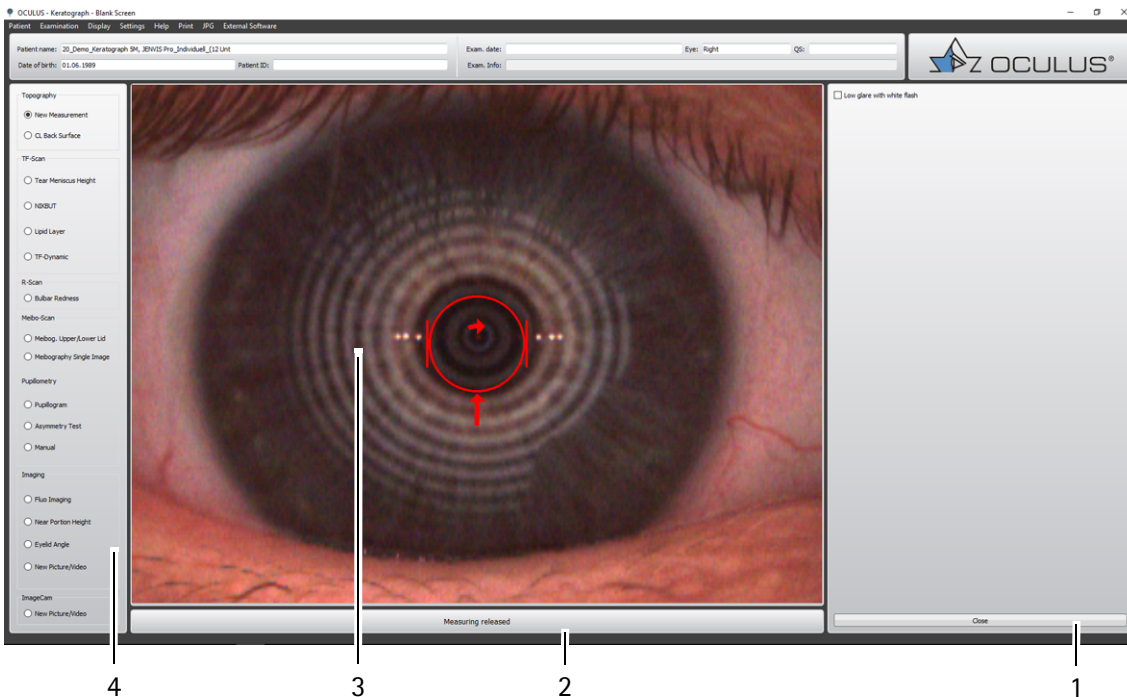 OCULUS - Keratograph - Blank Screen
Patient Examination Display Settings Help Print JPG External Software
Patient name: 20_Demo_Keratograph 5M, JENVIS Pro_Individuell_(12 Unt
Exam. date: Eye: Right QS:
Date of birth: 01.06.1989 Patient ID:
Exam. Info:
OCULUS®
Topography
New Measurement
CL Back Surface
TF-Scan
Tear Meniscus Height
NIKBUT
Lipid Layer
TF-Dynamic
R-Scan
Bulbar Redness
Meibo-Scan
Meibog. Upper/Lower Lid
Meibography Single Image
Pupillometry
Pupillogram
Asymmetry Test
Manual
Imaging
Fluo Imaging
Near Portion Height
Eyelid Angle
New Picture/Video
ImageCam
New Picture/Video
Low glare with white flash
Measuring released
Close
4 3 2 1